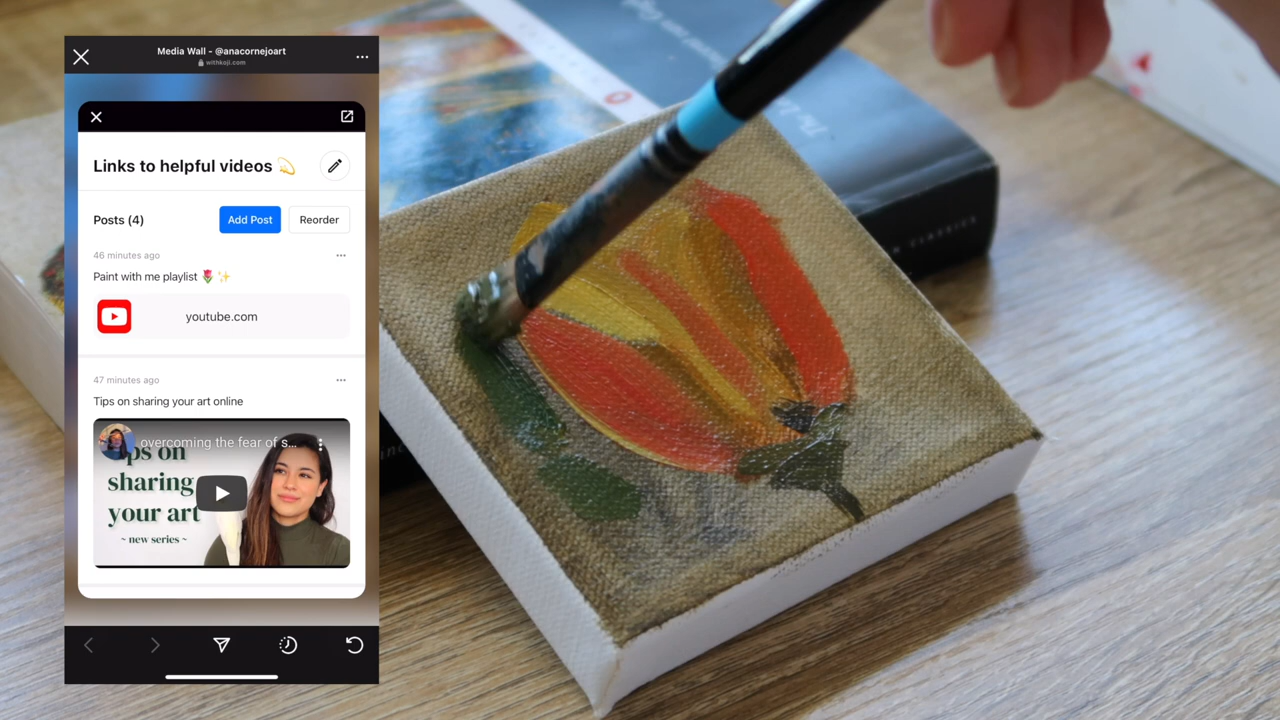 Media Wall - @anacornejoart
withkoji.com
Links to helpful videos 💫
Posts (4)
Add Post
Reorder
46 minutes ago
Paint with me playlist 🌷✨
youtube.com
47 minutes ago
Tips on sharing your art online
overcoming the fear of s...
tips on
sharing
your art
~ new series ~